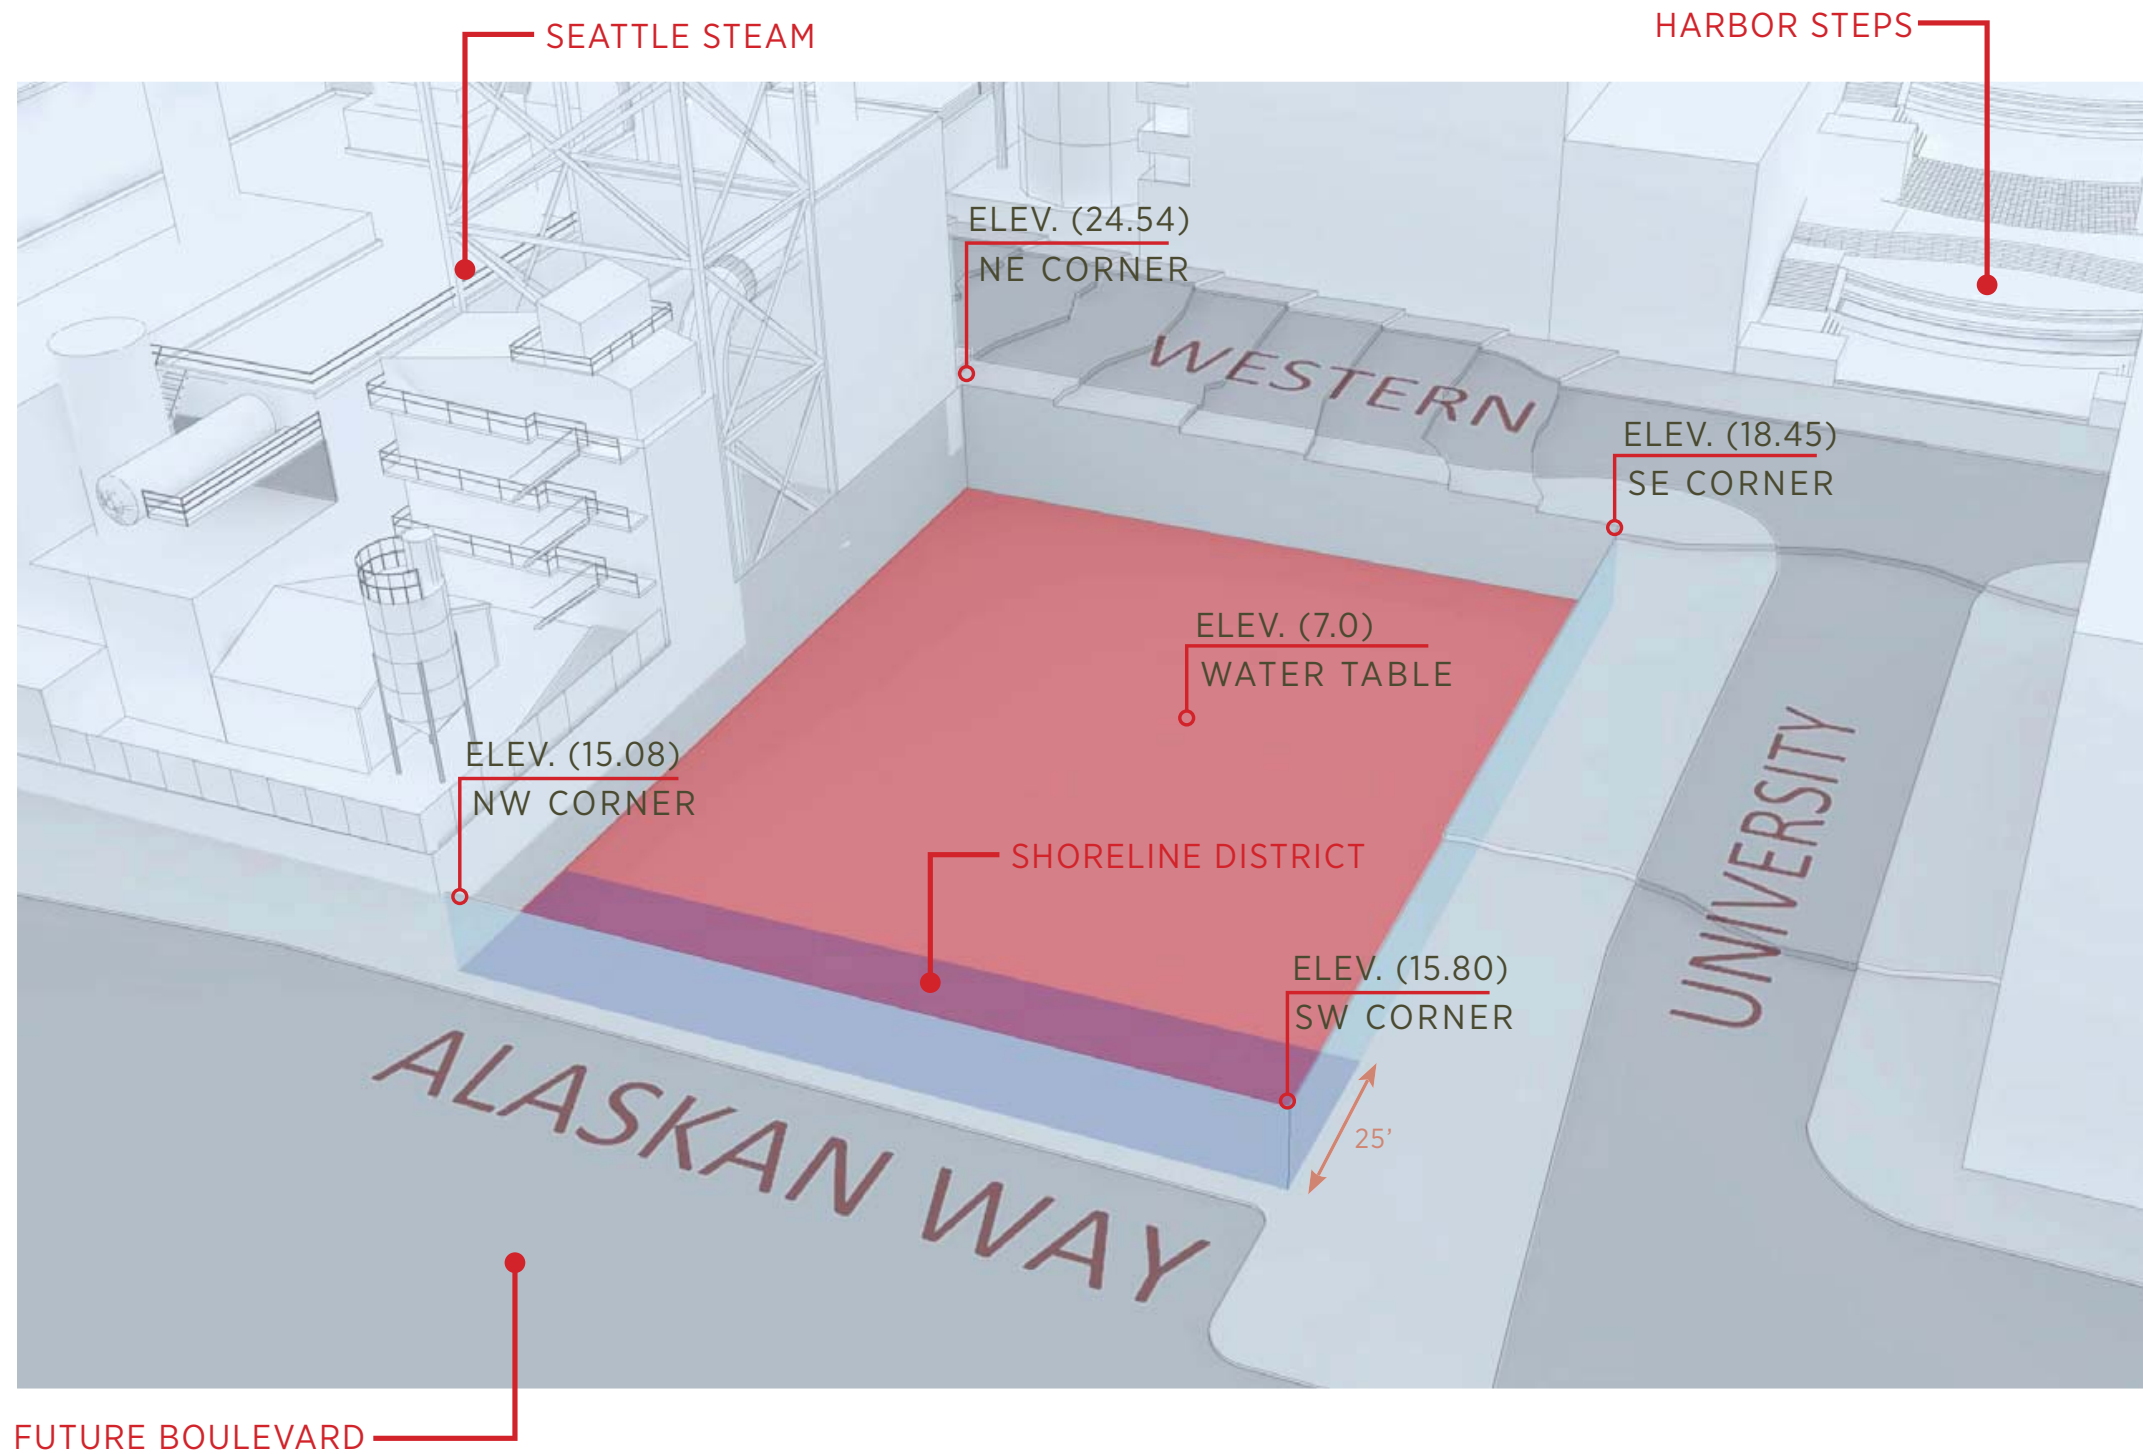 SEATTLE STEAM
HARBOR STEPS
ELEV. (24.54)
NE CORNER
WESTERN
ELEV. (18.45)
SE CORNER
ELEV. (7.0)
WATER TABLE
ELEV. (15.08)
NW CORNER
UNIVERSITY
SHORELINE DISTRICT
ELEV. (15.80)
SW CORNER
25'
ALASKAN WAY
FUTURE BOULEVARD